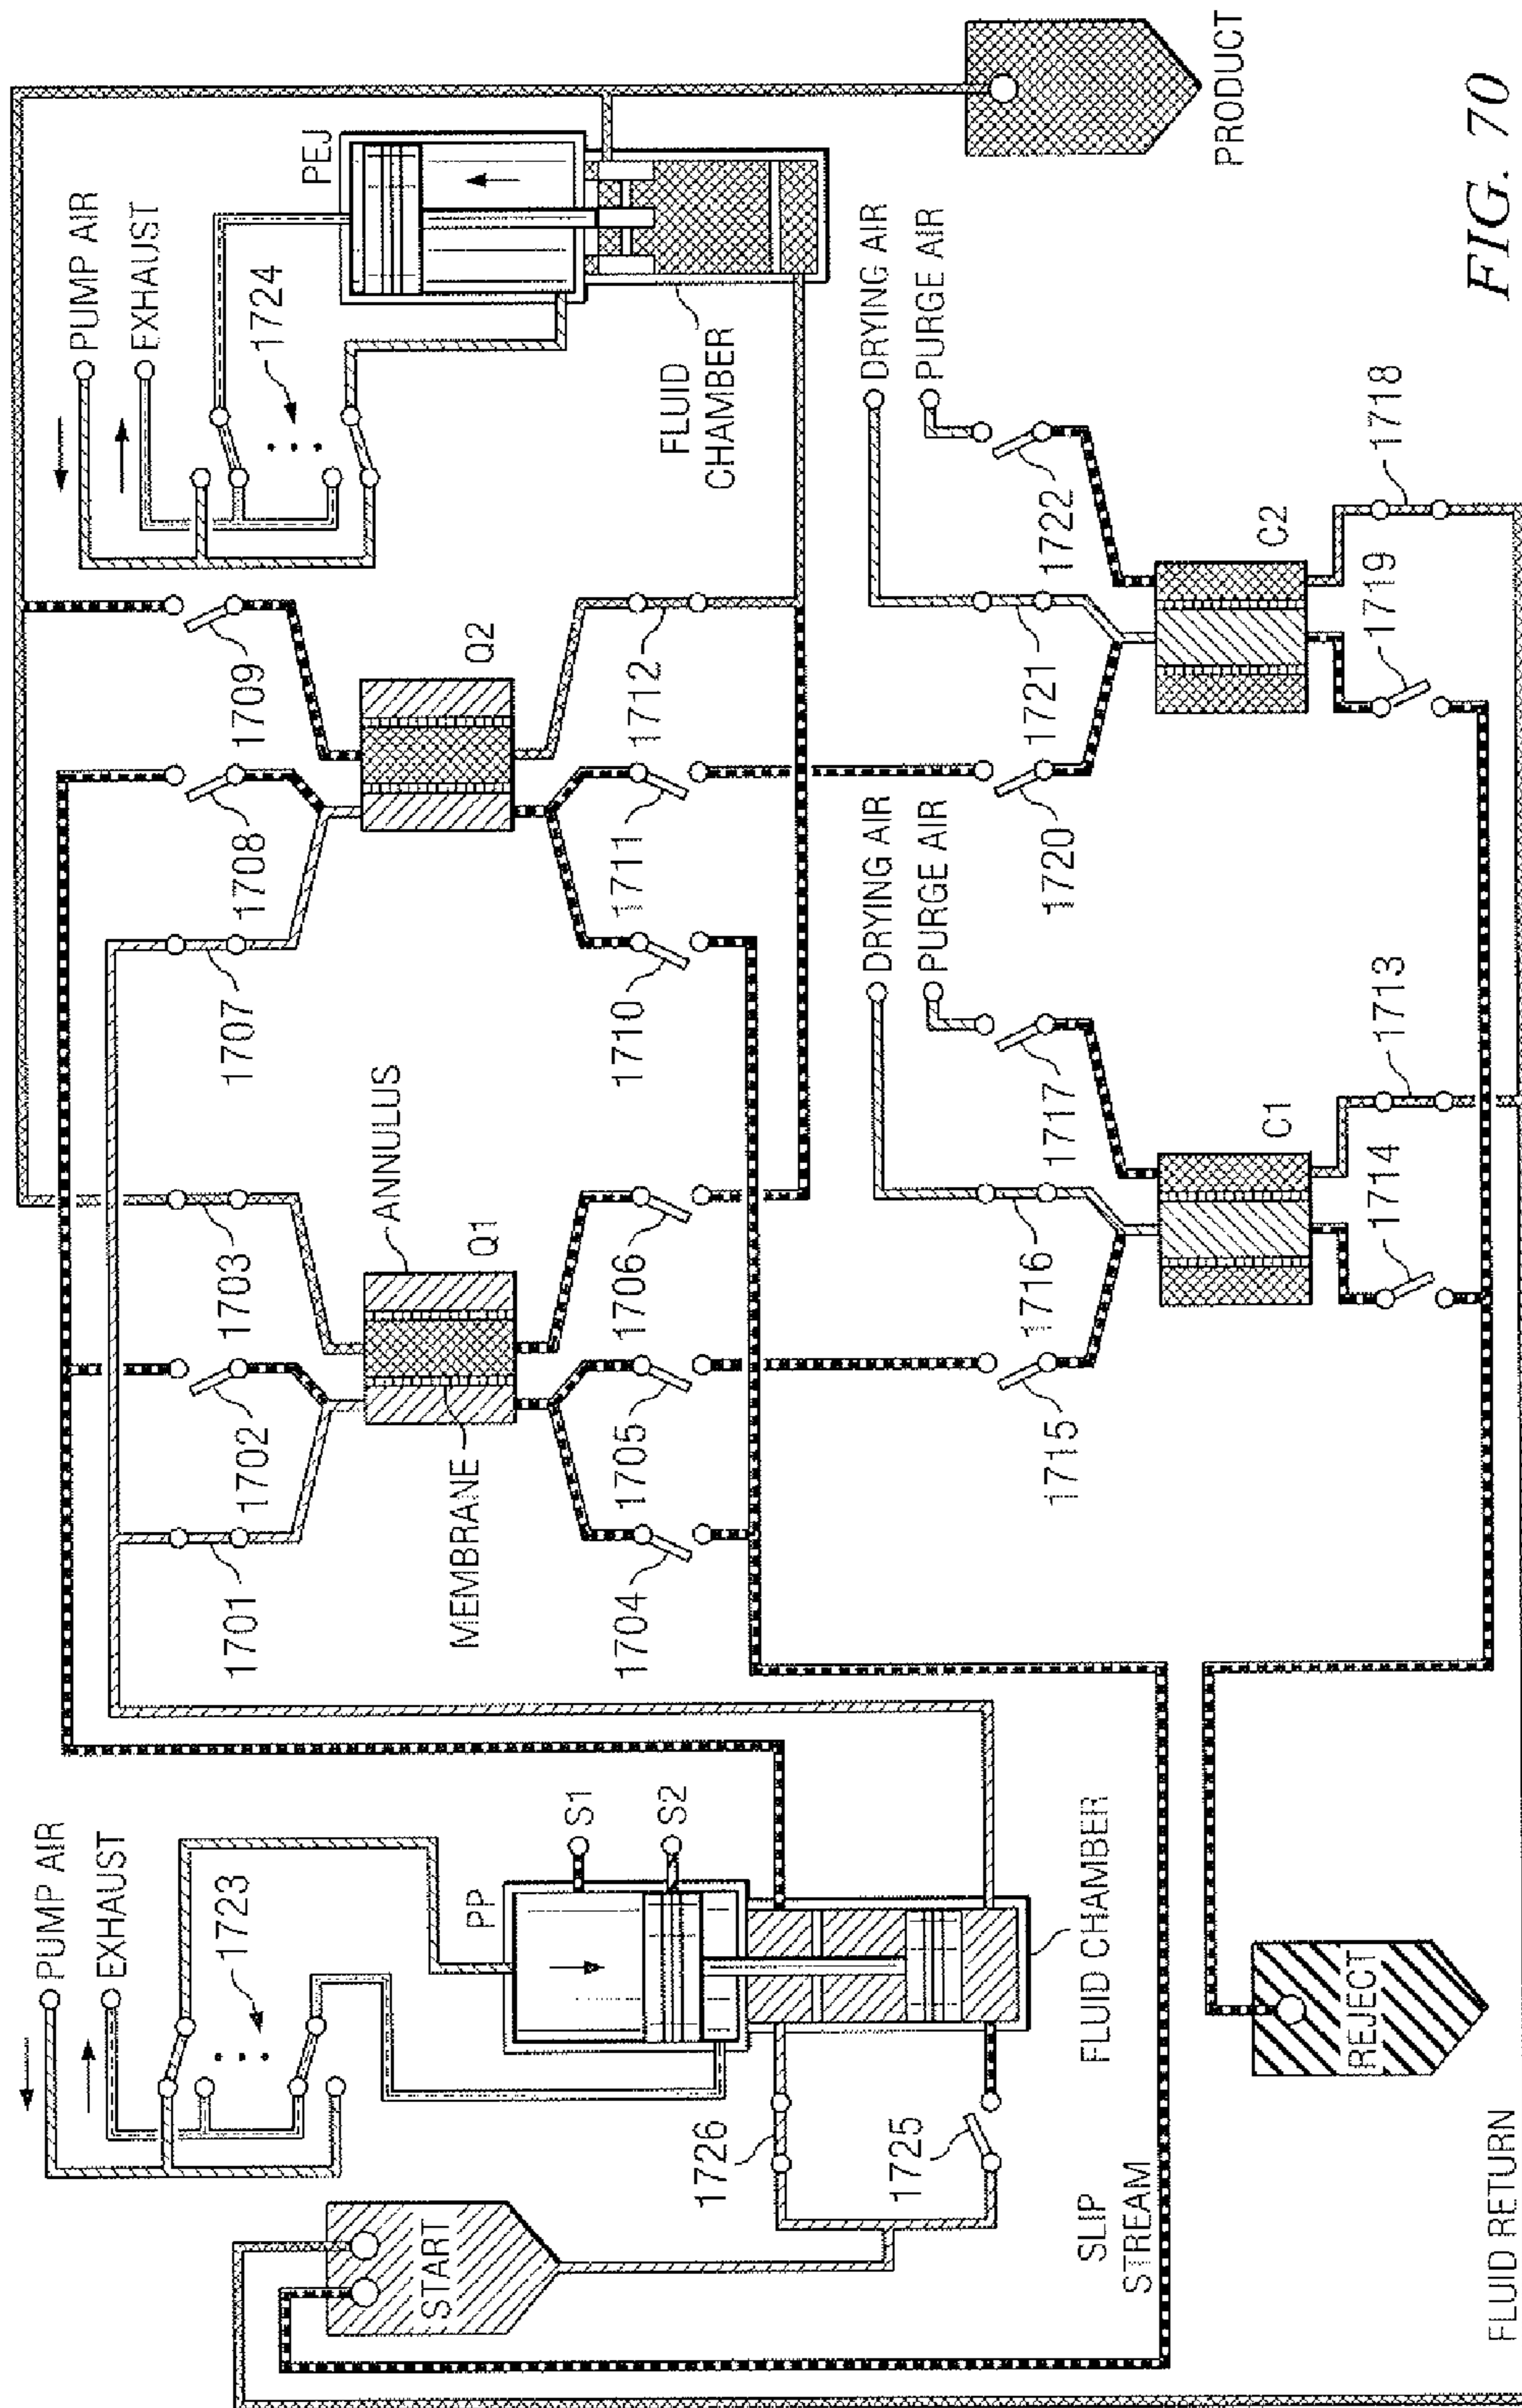 PUMP AIR
EXHAUST
1723
START
PP
S1
S2
1726
1725
FLUID CHAMBER
SLIP
STREAM
REJECT
FLUID RETURN
1701
1702
1703
ANNULUS
MEMBRANE
Q1
1704
1705
1706
1707
1708
1709
Q2
1710
1711
1712
PUMP AIR
EXHAUST
1724
PEJ
FLUID
CHAMBER
PRODUCT
DRYING AIR
PURGE AIR
1715
1716
1717
C1
1714
1713
DRYING AIR
PURGE AIR
1720
1721
1722
C2
1719
1718
FIG. 70